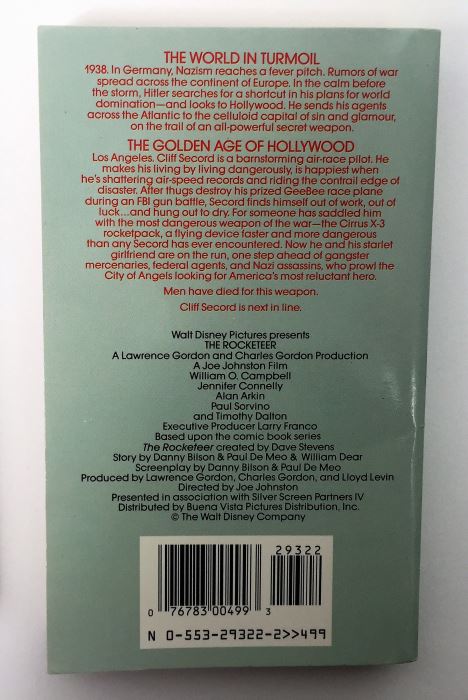 THE WORLD IN TURMOIL
1938. In Germany, Nazism reaches a fever pitch. Rumors of war
spread across the continent of Europe. In the calm before
the storm, Hitler searches for a shortcut in his plans for world
domination—and looks to Hollywood. He sends his agents
across the Atlantic to the celluloid capital of sin and glamour,
on the trail of an all-powerful secret weapon.
THE GOLDEN AGE OF HOLLYWOOD
Los Angeles. Cliff Secord is a barnstorming air-race pilot. He
makes his living by living dangerously, is happiest when
he's shattering air-speed records and riding the contrail edge of
disaster. After thugs destroy his prized GeeBee race plane
during an FBI gun battle, Secord finds himself out of work, out of
luck...and hung out to dry. For someone has saddled him
with the most dangerous weapon of the war—the Cirrus X-3
rocketpack, a flying device faster and more dangerous
than any Secord has ever encountered. Now he and his starlet
girlfriend are on the run, one step ahead of gangster
mercenaries, federal agents, and Nazi assassins, who prowl the
City of Angels looking for America's most reluctant hero.
Men have died for this weapon.
Cliff Secord is next in line.
Walt Disney Pictures presents
THE ROCKETEER
A Lawrence Gordon and Charles Gordon Production
A Joe Johnston Film
William O. Campbell
Jennifer Connelly
Alan Arkin
Paul Sorvino
and Timothy Dalton
Executive Producer Larry Franco
Based upon the comic book series
The Rocketeer created by Dave Stevens
Story by Danny Bilson & Paul De Meo & William Dear
Screenplay by Danny Bilson & Paul De Meo
Produced by Lawrence Gordon, Charles Gordon, and Lloyd Levin
Directed by Joe Johnston
Presented in association with Silver Screen Partners IV
Distributed by Buena Vista Pictures Distribution, Inc.
© The Walt Disney Company
29322
0 76783 00499 3
N 0-553-29322-2>>499